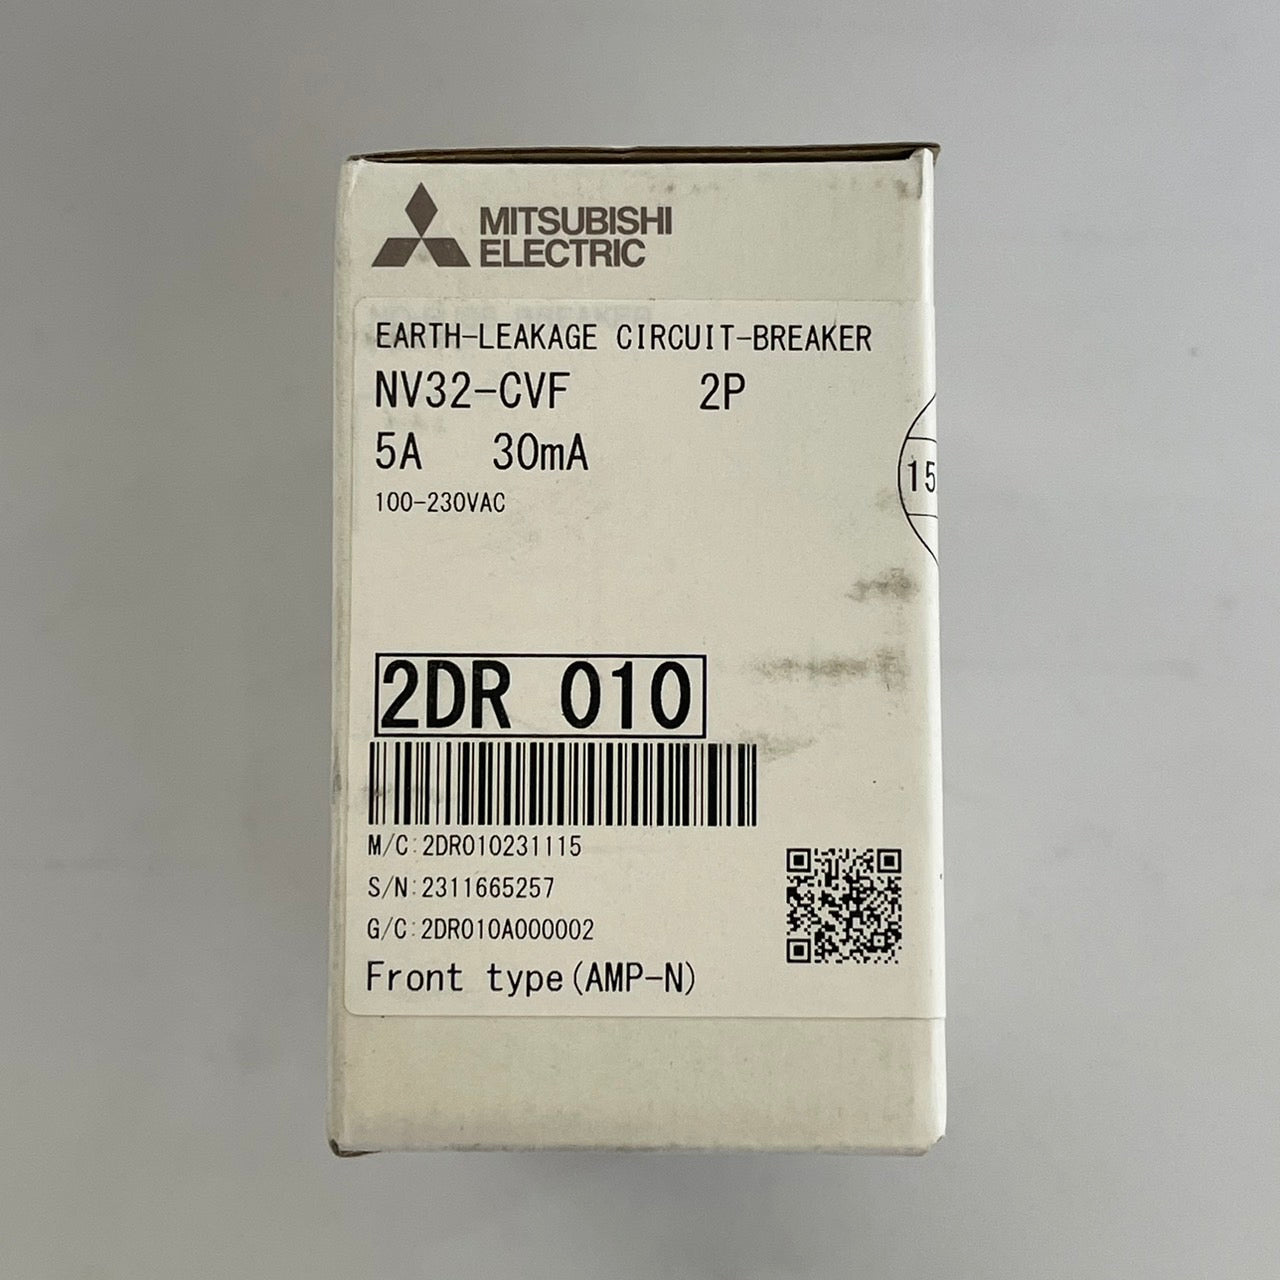 MITSUBISHI
ELECTRIC
EARTH-LEAKAGE CIRCUIT-BREAKER
NV32-CVF 2P
5A 30mA
100-230VAC
15
2DR 010
M/C:2DR010231115
S/N:2311665257
G/C:2DR010A000002
Front type(AMP-N)